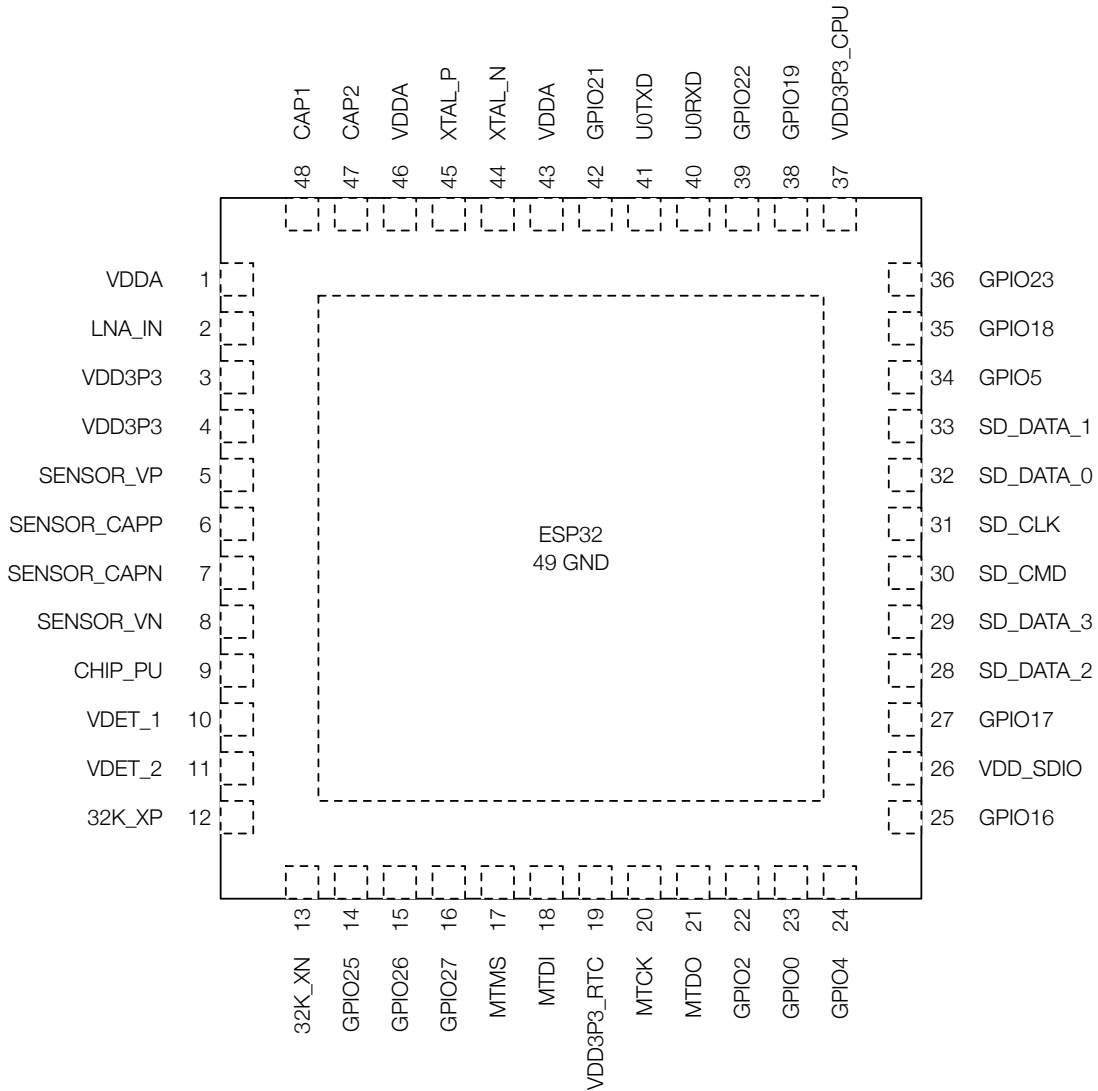 CAP1 48
CAP2 47
VDDA 46
XTAL_P 45
XTAL_N 44
VDDA 43
GPIO21 42
U0TXD 41
U0RXD 40
GPIO22 39
GPIO19 38
VDD3P3_CPU 37
VDDA 1
LNA_IN 2
VDD3P3 3
VDD3P3 4
SENSOR_VP 5
SENSOR_CAPP 6
SENSOR_CAPN 7
SENSOR_VN 8
CHIP_PU 9
VDET_1 10
VDET_2 11
32K_XP 12
ESP32
49 GND
36 GPIO23
35 GPIO18
34 GPIO5
33 SD_DATA_1
32 SD_DATA_0
31 SD_CLK
30 SD_CMD
29 SD_DATA_3
28 SD_DATA_2
27 GPIO17
26 VDD_SDIO
25 GPIO16
32K_XN 13
GPIO25 14
GPIO26 15
GPIO27 16
MTMS 17
MTDI 18
VDD3P3_RTC 19
MTCK 20
MTDO 21
GPIO2 22
GPIO0 23
GPIO4 24